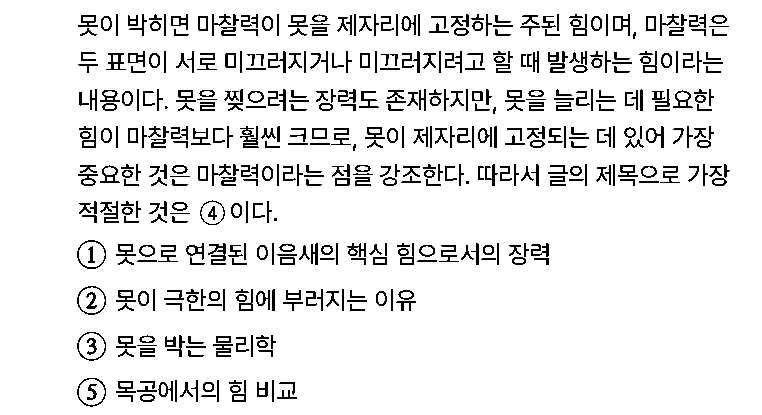 못이 박히면 마찰력이 못을 제자리에 고정하는 주된 힘이며, 마찰력은
두 표면이 서로 미끄러지거나 미끄러지려고 할 때 발생하는 힘이라는
내용이다. 못을 찢으려는 장력도 존재하지만, 못을 늘리는 데 필요한
힘이 마찰력보다 훨씬 크므로, 못이 제자리에 고정되는 데 있어 가장
중요한 것은 마찰력이라는 점을 강조한다. 따라서 글의 제목으로 가장
적절한 것은 ④이다.
① 못으로 연결된 이음새의 핵심 힘으로서의 장력
② 못이 극한의 힘에 부러지는 이유
③ 못을 박는 물리학
⑤ 목공에서의 힘 비교